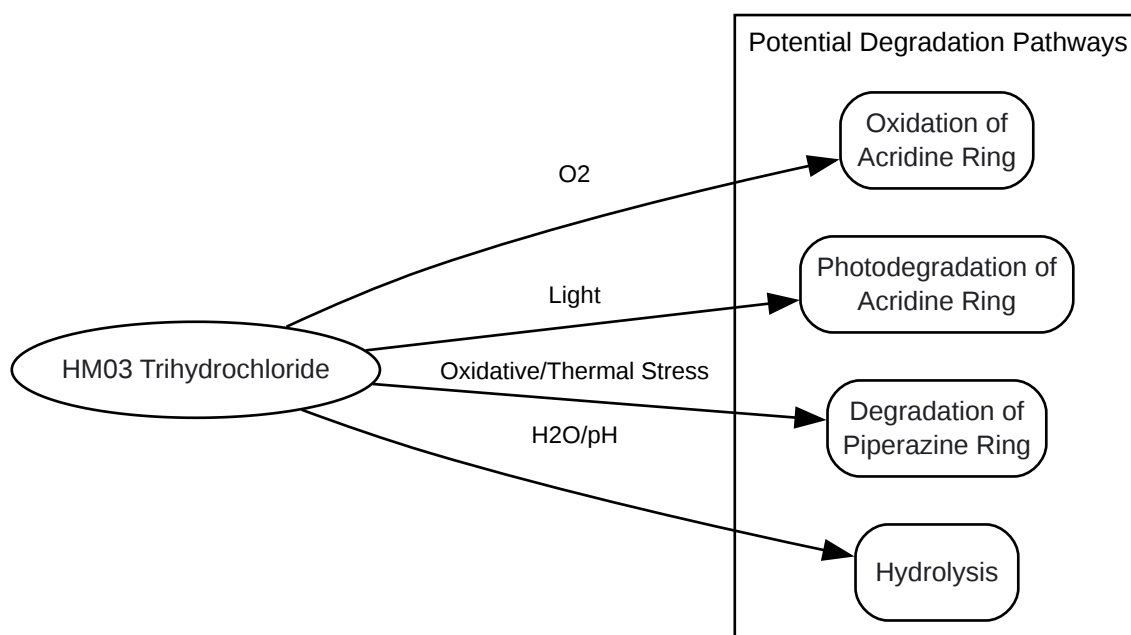 Potential Degradation Pathways
Oxidation of
Acridine Ring
O2
Photodegradation of
Acridine Ring
Light
HM03 Trihydrochloride
Oxidative/Thermal Stress
Degradation of
Piperazine Ring
H2O/pH
Hydrolysis